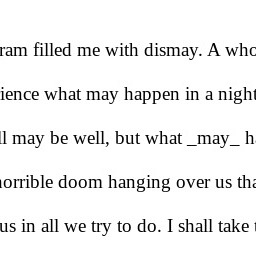 ram filled me with dismay. A who
ience what may happen in a night
ll may be well, but what _may_ ha
horrible doom hanging over us tha
us in all we try to do. I shall take t